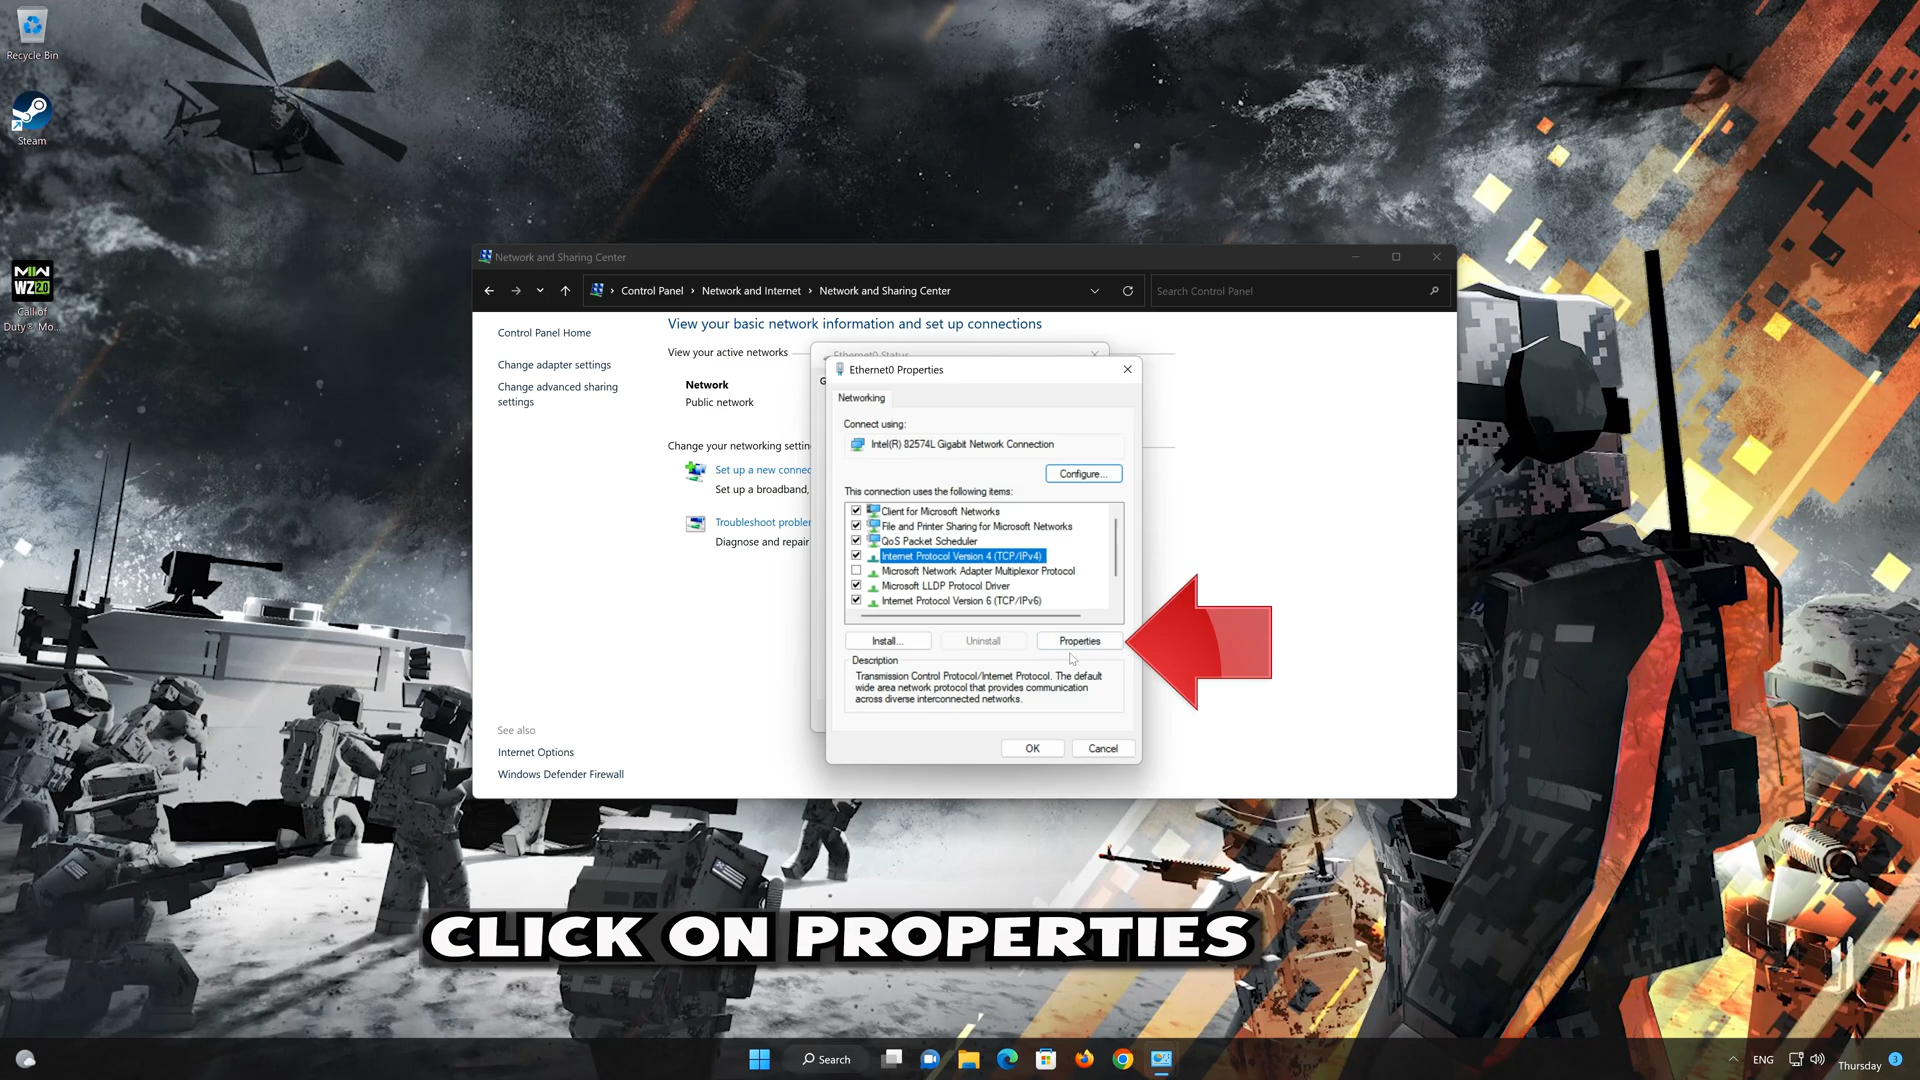 Recycle Bin
Steam
MW
WZ 2.0
Call of
Duty® Mo...
Network and Sharing Center
Control Panel > Network and Internet > Network and Sharing Center
Search Control Panel
Control Panel Home
Change adapter settings
Change advanced sharing
settings
See also
Internet Options
Windows Defender Firewall
View your basic network information and set up connections
View your active networks
Network
Public network
Change your networking settin
Set up a new connec
Set up a broadband,
Troubleshoot probler
Diagnose and repair
Ethernet0 Status
G
Ethernet0 Properties
Networking
Connect using:
Intel(R) 82574L Gigabit Network Connection
Configure...
This connection uses the following items:
Client for Microsoft Networks
File and Printer Sharing for Microsoft Networks
QoS Packet Scheduler
Internet Protocol Version 4 (TCP/IPv4)
Microsoft Network Adapter Multiplexor Protocol
Microsoft LLDP Protocol Driver
Internet Protocol Version 6 (TCP/IPv6)
Install... Uninstall Properties
Description
Transmission Control Protocol/Internet Protocol. The default
wide area network protocol that provides communication
across diverse interconnected networks.
OK Cancel
CLICK ON PROPERTIES
Search
ENG
Thursday
3